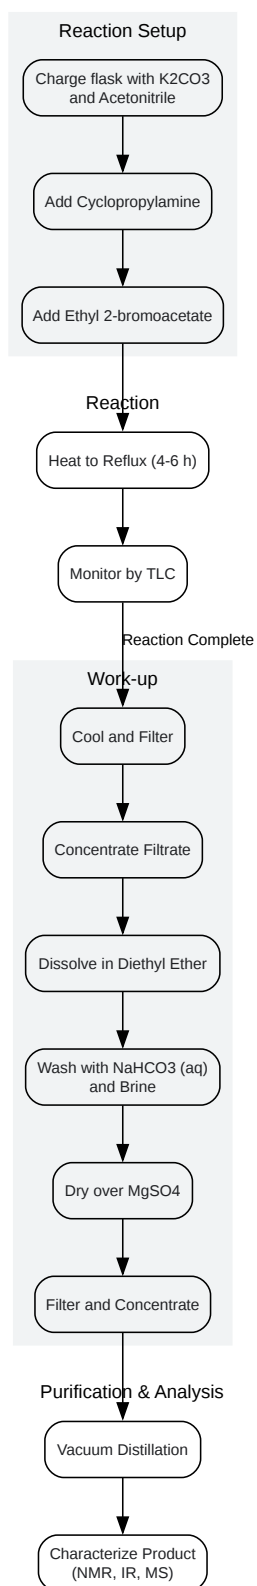 Reaction Setup
Charge flask with K2CO3
and Acetonitrile
Add Cyclopropylamine
Add Ethyl 2-bromoacetate
Reaction
Heat to Reflux (4-6 h)
Monitor by TLC
Reaction Complete
Work-up
Cool and Filter
Concentrate Filtrate
Dissolve in Diethyl Ether
Wash with NaHCO3 (aq)
and Brine
Dry over MgSO4
Filter and Concentrate
Purification & Analysis
Vacuum Distillation
Characterize Product
(NMR, IR, MS)